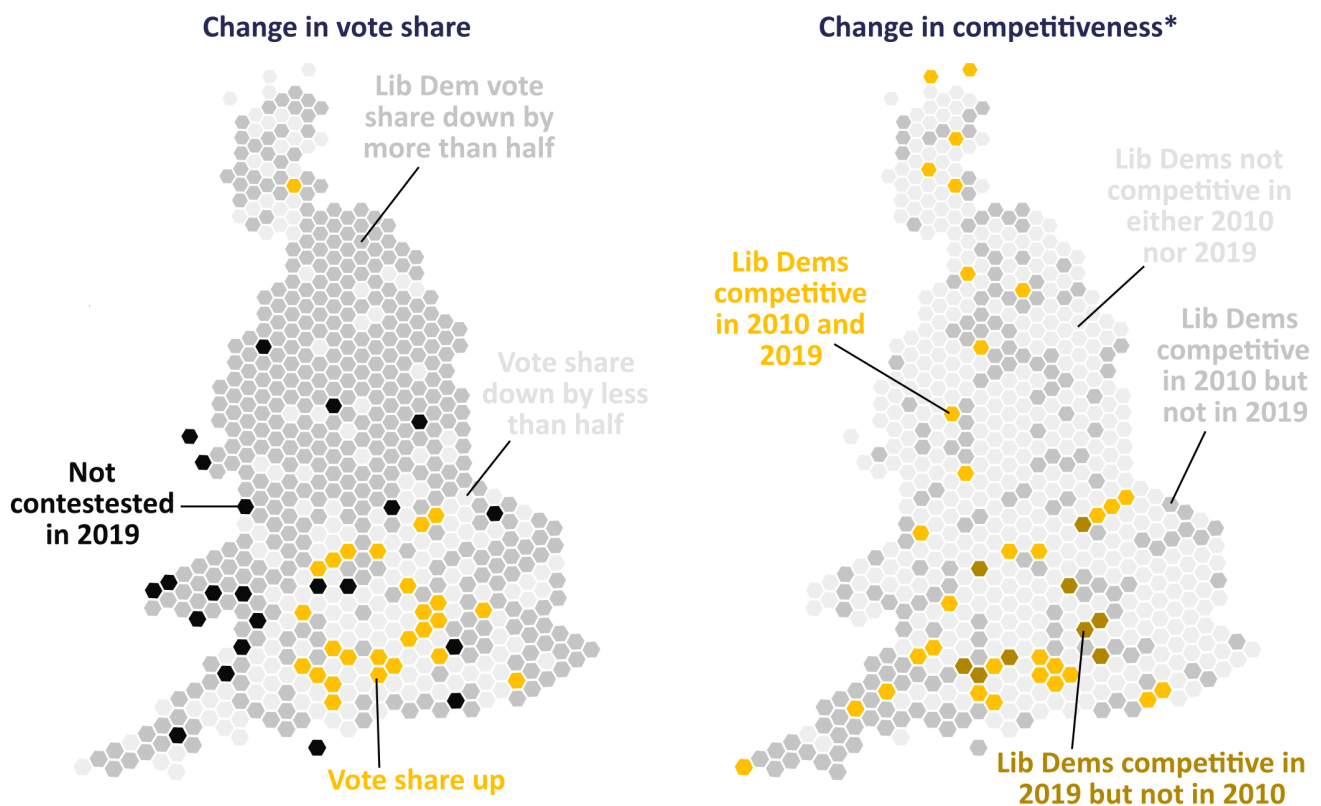 Change in vote share
Lib Dem vote
share down by
more than half
Vote share
down by less
than half
Not
contestested
in 2019
Vote share up
Change in competitiveness*
Lib Dems not
competitive in
either 2010
nor 2019
Lib Dems
competitive
in 2010 and
2019
Lib Dems
competitive
in 2010 but
not in 2019
Lib Dems competitive in
2019 but not in 2010